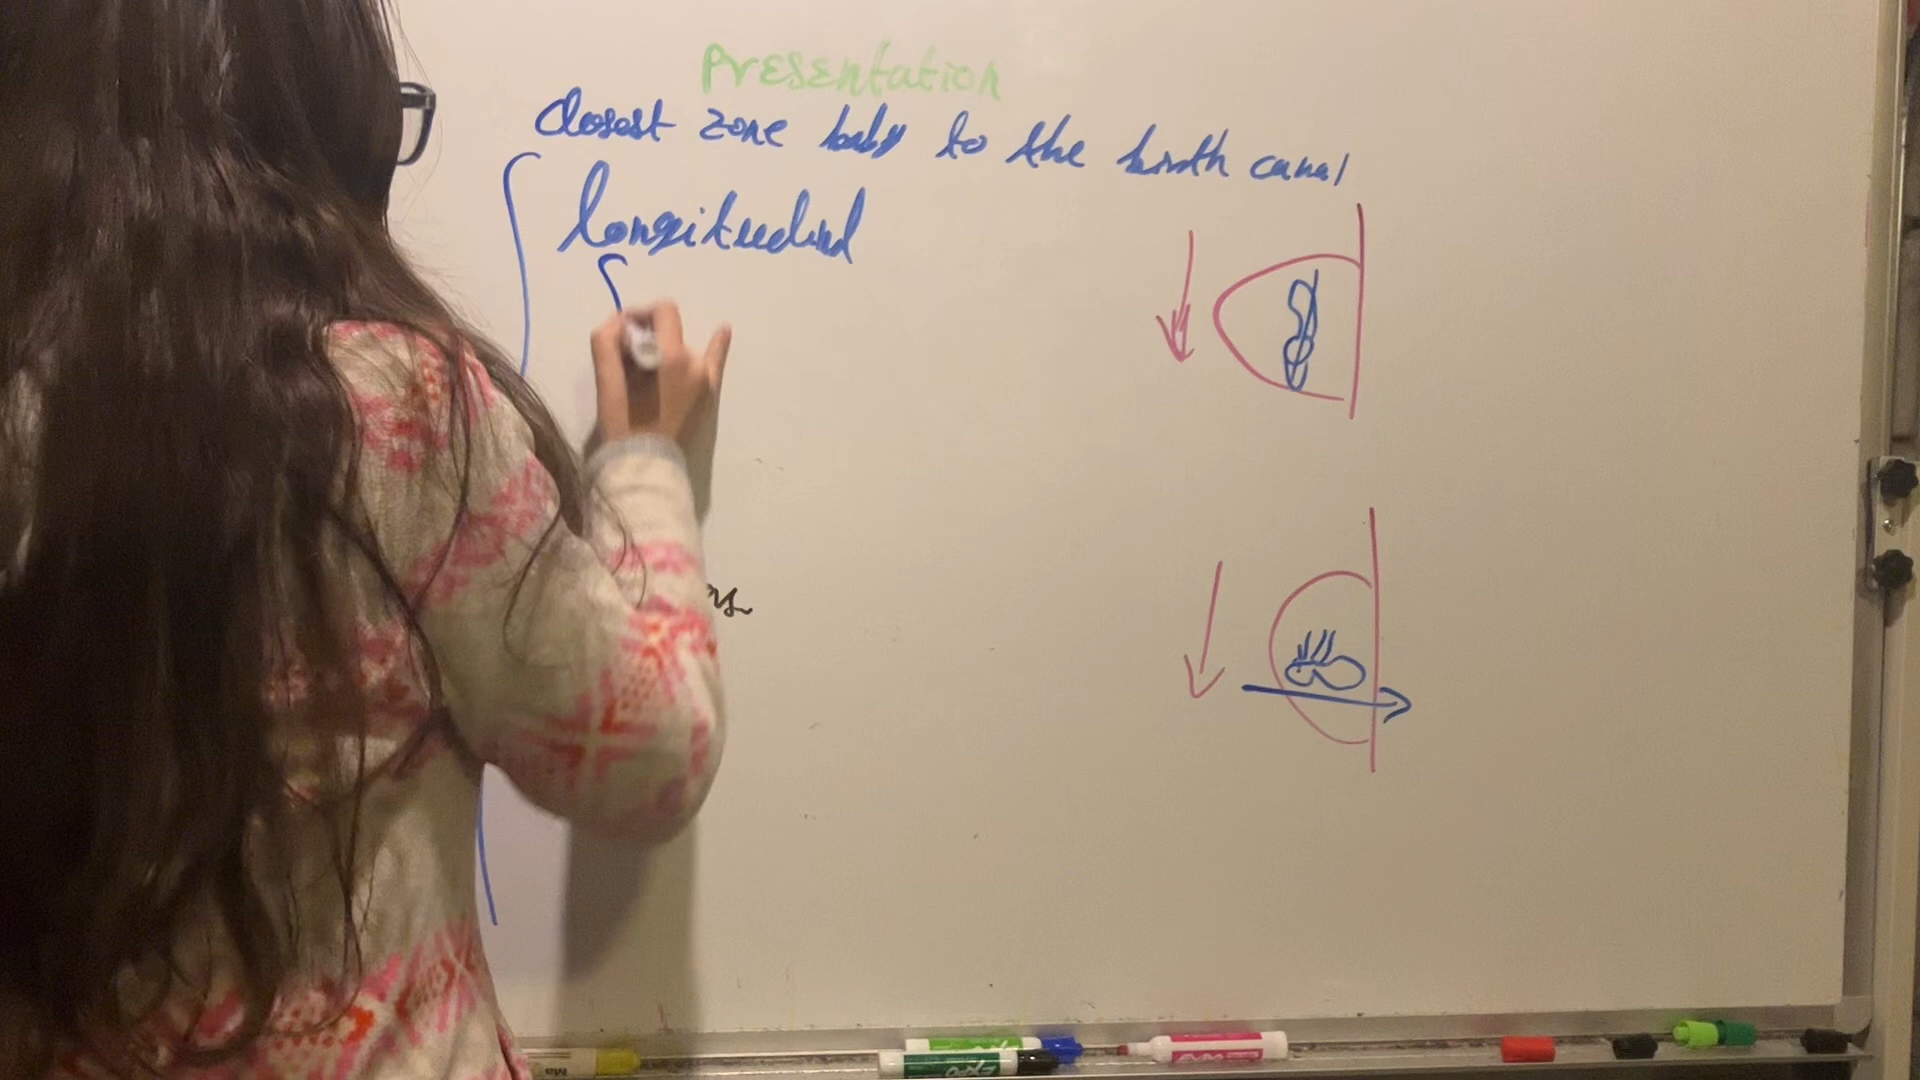 Presentation
Closest zone baby to the birth canal
longitudinal